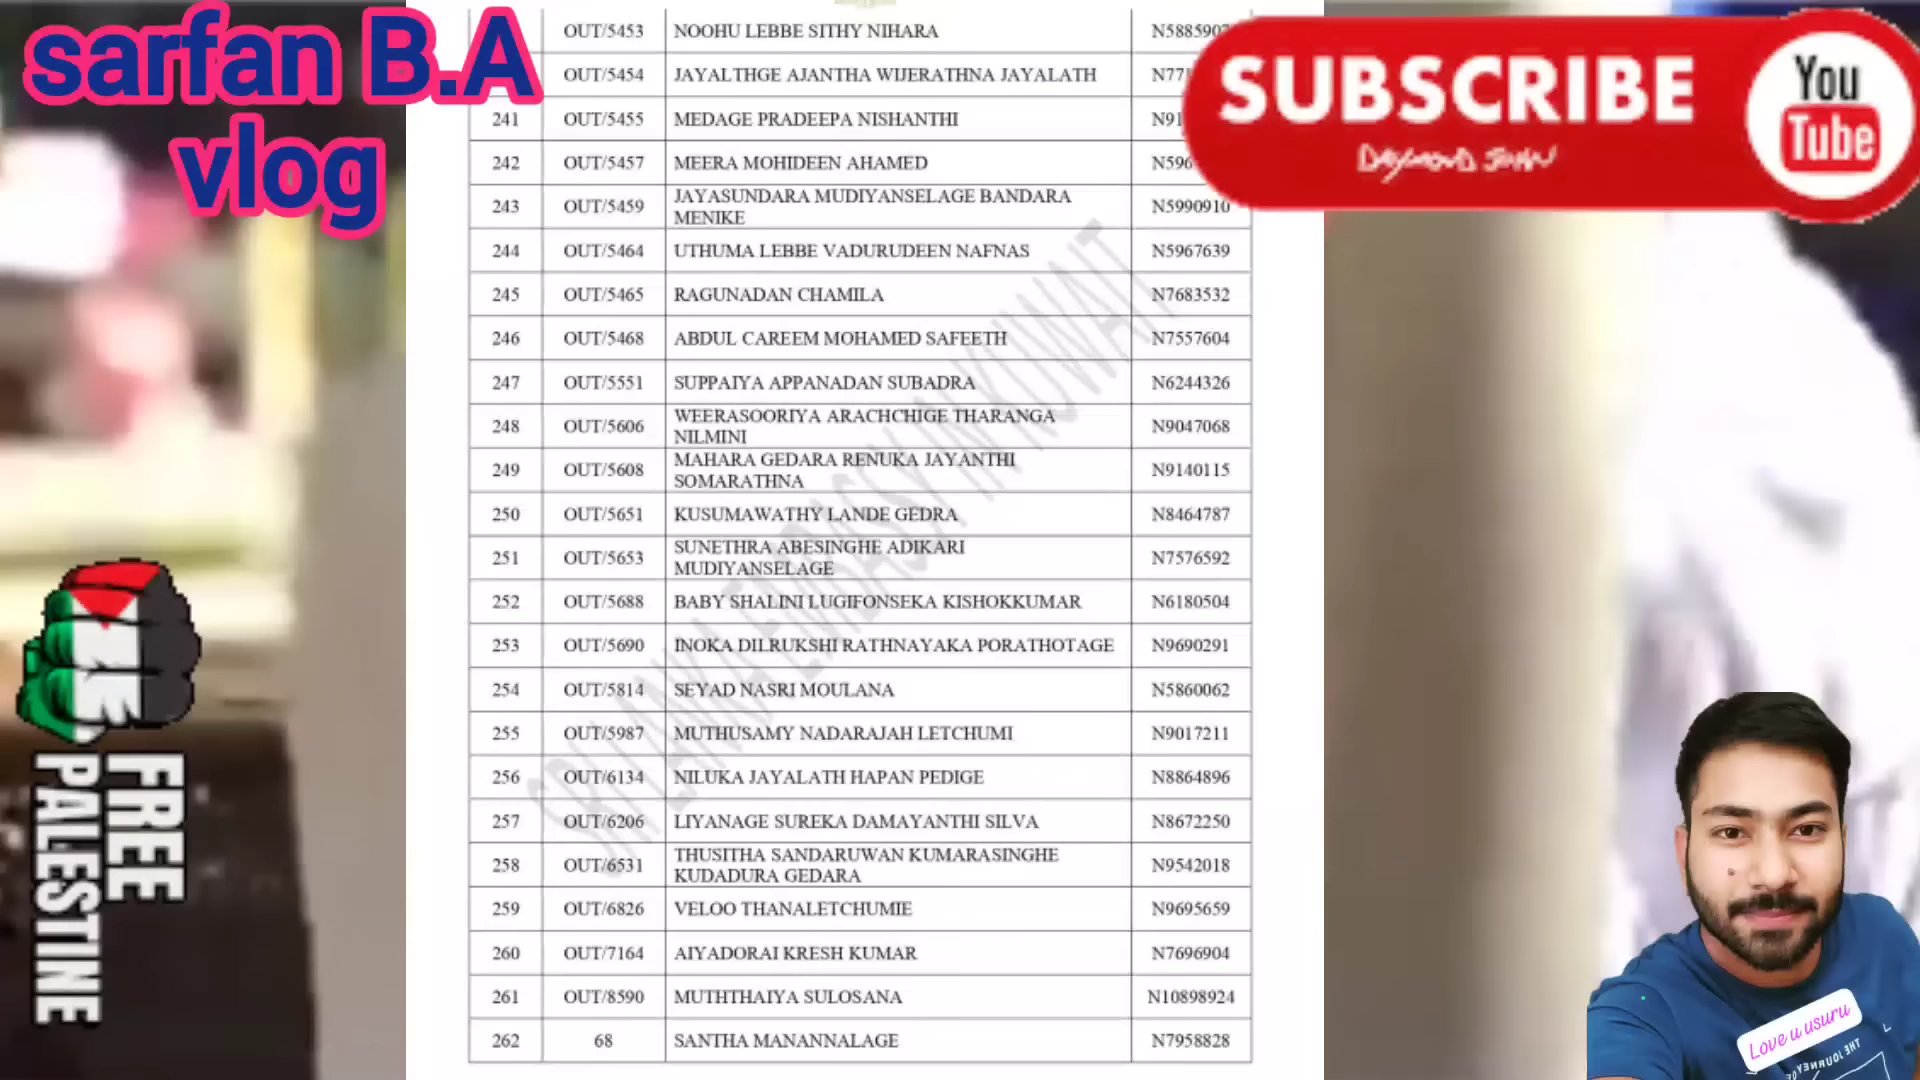 sarfan B.A
vlog
SUBSCRIBE
You
Tube
OUT/5453 NOOHU LEBBE SITHY NIHARA
OUT/5454 JAYALTHGE AJANTHA WIJERATHNA JAYALATH
241 OUT/5455 MEDAGE PRADEEPA NISHANTHI
242 OUT/5457 MEERA MOHIDEEN AHAMED
243 OUT/5459 JAYASUNDARA MUDIYANSELAGE BANDARA
MENIKE N5990910
244 OUT/5464 UTHUMA LEBBE VADURUDEEN NAFNAS N5967639
245 OUT/5465 RAGUNADAN CHAMILA N7683532
246 OUT/5468 ABDUL CAREEM MOHAMED SAFEETH N7557604
247 OUT/5551 SUPPAIYA APPANADAN SUBADRA N6244326
248 OUT/5606 WEERASOORIYA ARACHCHIGE THARANGA
NILMINI N9047068
249 OUT/5608 MAHARA GEDARA RENUKA JAYANTHI
SOMARATHNA N9140115
250 OUT/5651 KUSUMAWATHY LANDE GEDRA N8464787
251 OUT/5653 SUNETHRA ABESINGHE ADIKARI
MUDIYANSELAGE N7576592
252 OUT/5688 BABY SHALINI LUGIFONSEKA KISHOKKUMAR N6180504
253 OUT/5690 INOKA DILRUKSHI RATHNAYAKA PORATHOTAGE N9690291
254 OUT/5814 SEYAD NASRI MOULANA N5860062
255 OUT/5987 MUTHUSAMY NADARAJAH LETCHUMI N9017211
256 OUT/6134 NILUKA JAYALATH HAPAN PEDIGE N8864896
257 OUT/6206 LIYANAGE SUREKA DAMAYANTHI SILVA N8672250
258 OUT/6531 THUSITHA SANDARUWAN KUMARASINGHE
KUDADURA GEDARA N9542018
259 OUT/6826 VELOO THANALETCHUMIE N9695659
260 OUT/7164 AIYADORAI KRESH KUMAR N7696904
261 OUT/8590 MUTHTHAIYA SULOSANA N10898924
262 68 SANTHA MANANNALAGE N7958828
SRI LANKA EMBASSY IN KUWAIT
FREE
PALESTINE
Love u usuru